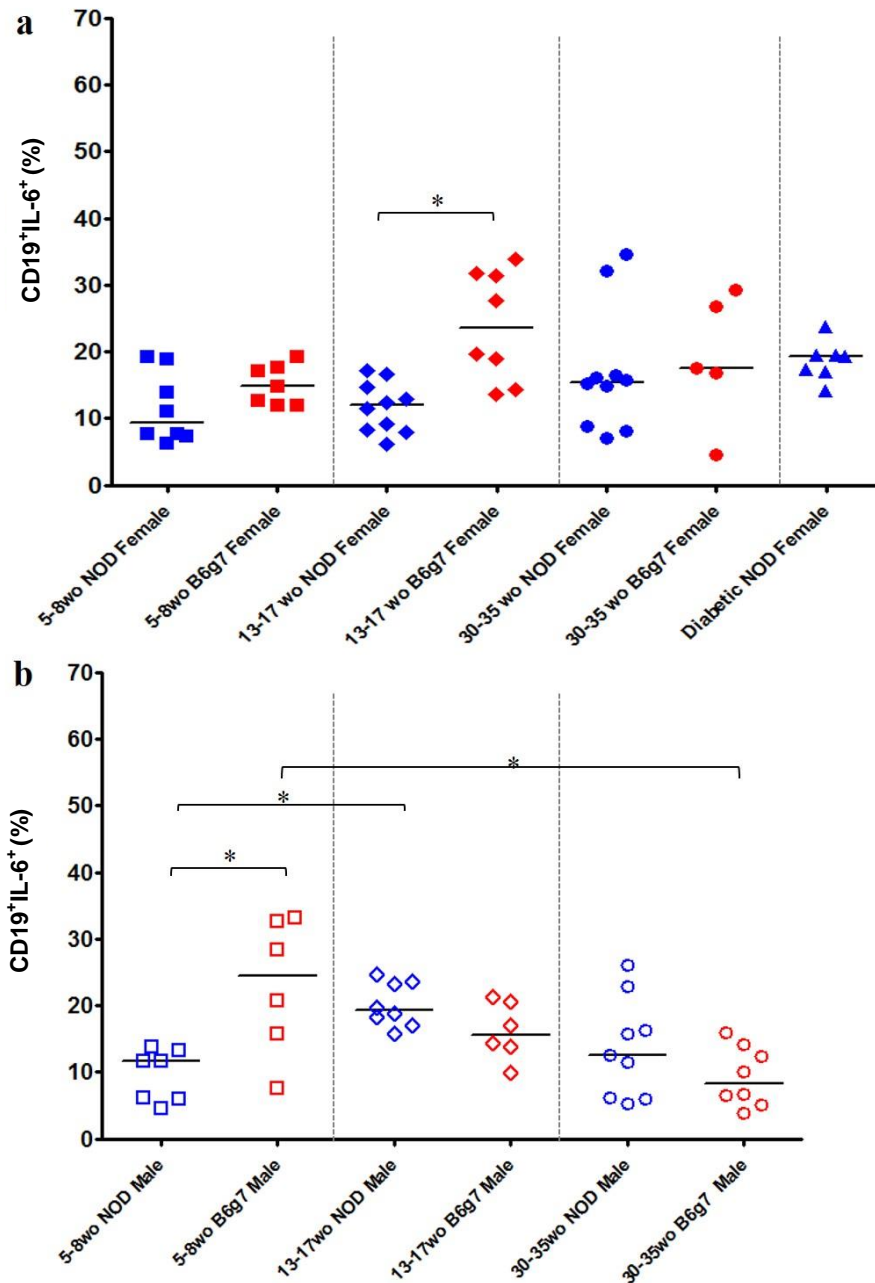 a
70
60
50
40
30
20
10
0
CD19⁺IL-6⁺ (%)
*
5-8wo NOD Female
5-8wo B6g7 Female
13-17 wo NOD Female
13-17 wo B6g7 Female
30-35 wo NOD Female
30-35 wo B6g7 Female
Diabetic NOD Female
b
70
60
50
40
30
20
10
0
CD19⁺IL-6⁺ (%)
*
*
*
5-8wo NOD Male
5-8wo B6g7 Male
13-17wo NOD Male
13-17wo B6g7 Male
30-35wo NOD Male
30-35wo B6g7 Male